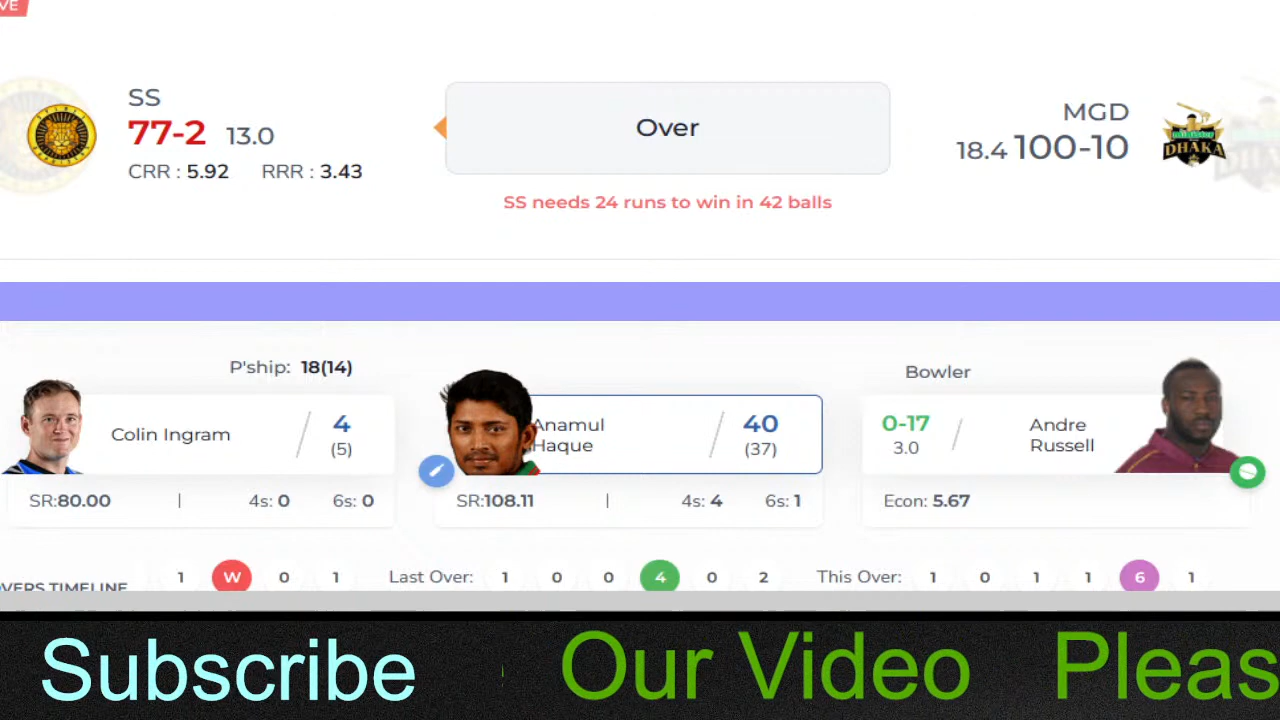 VE
SS
77-2 13.0
CRR : 5.92 RRR : 3.43
Over
SS needs 24 runs to win in 42 balls
MGD
18.4 100-10
DHAKA
P'ship: 18(14)
Colin Ingram
4
(5)
SR:80.00 | 4s: 0 6s: 0
Anamul
Haque
40
(37)
SR:108.11 | 4s: 4 6s: 1
Bowler
0-17
3.0
Andre
Russell
Econ: 5.67
OVERS TIMELINE 1 W 0 1 Last Over: 1 0 0 4 0 2 This Over: 1 0 1 1 6 1
Subscribe Our Video Pleas